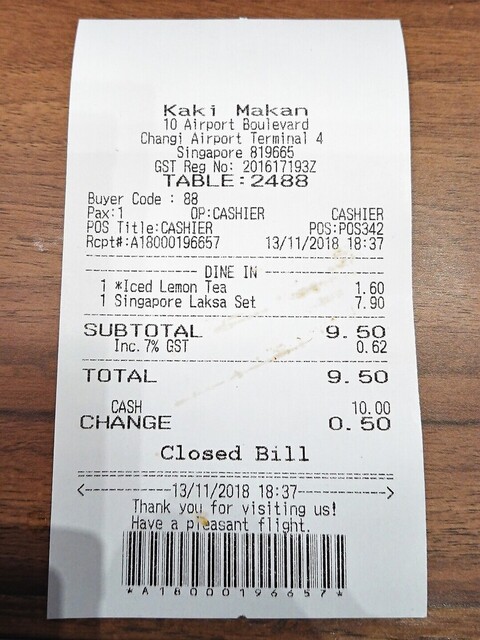 Kaki Makan
10 Airport Boulevard
Changi Airport Terminal 4
Singapore 819665
GST Reg No: 201617193Z
TABLE:2488
Buyer Code : 88
Pax:1 OP:CASHIER CASHIER
POS Title:CASHIER POS:POS342
Rcpt#:A18000196657 13/11/2018 18:37
DINE IN
1 *Iced Lemon Tea 1.60
1 Singapore Laksa Set 7.90
SUBTOTAL 9.50
Inc. 7% GST 0.62
TOTAL 9.50
CASH 10.00
CHANGE 0.50
Closed Bill
<---------13/11/2018 18:37--------->
Thank you for visiting us!
Have a pleasant flight.
*A18000196657*